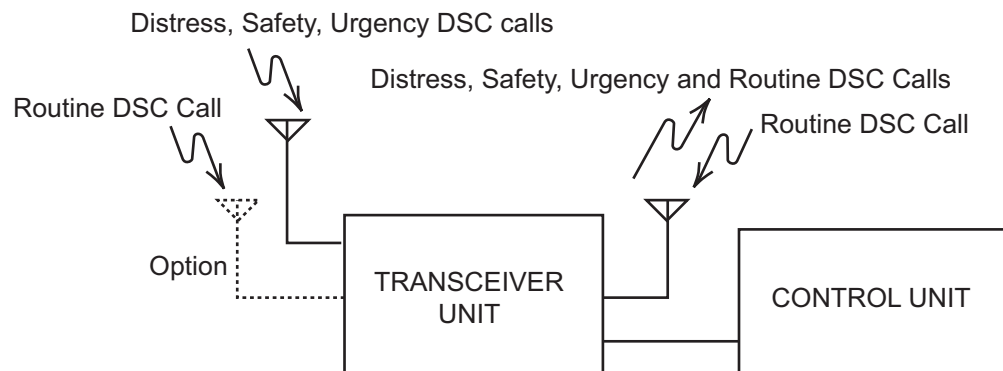 Distress, Safety, Urgency DSC calls
Distress, Safety, Urgency and Routine DSC Calls
Routine DSC Call
Routine DSC Call
Option
TRANSCEIVER
UNIT
CONTROL UNIT